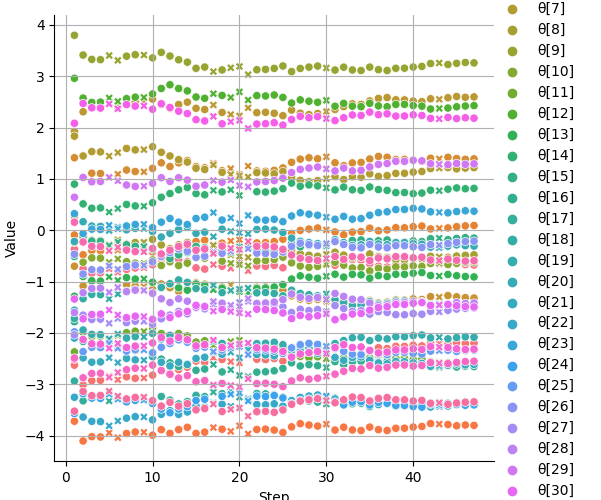 4
3
2
1
0
−1
−2
−3
−4
Value
0
10
20
30
40
Step
θ[7]
θ[8]
θ[9]
θ[10]
θ[11]
θ[12]
θ[13]
θ[14]
θ[15]
θ[16]
θ[17]
θ[18]
θ[19]
θ[20]
θ[21]
θ[22]
θ[23]
θ[24]
θ[25]
θ[26]
θ[27]
θ[28]
θ[29]
θ[30]